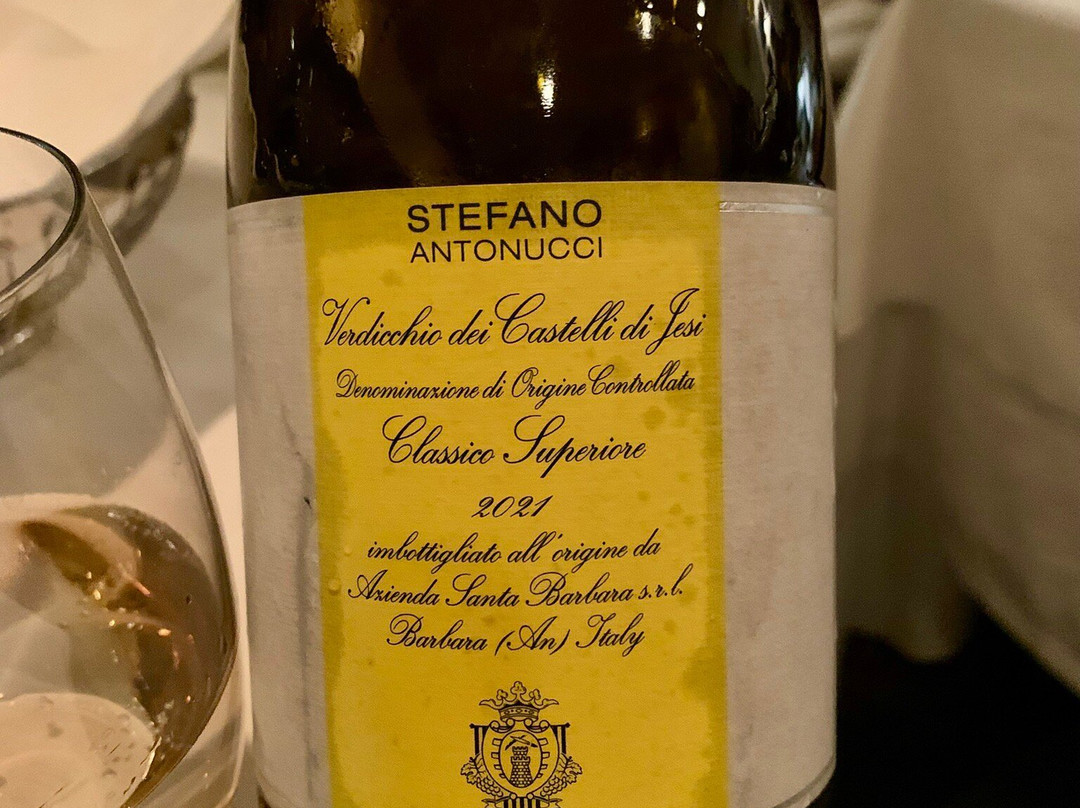 STEFANO
ANTONUCCI
Verdicchio dei Castelli di Jesi
Denominazione di Origine Controllata
Classico Superiore
2021
imbottigliato all'origine da
Azienda Santa Barbara s.r.l.
Barbara (An) Italy